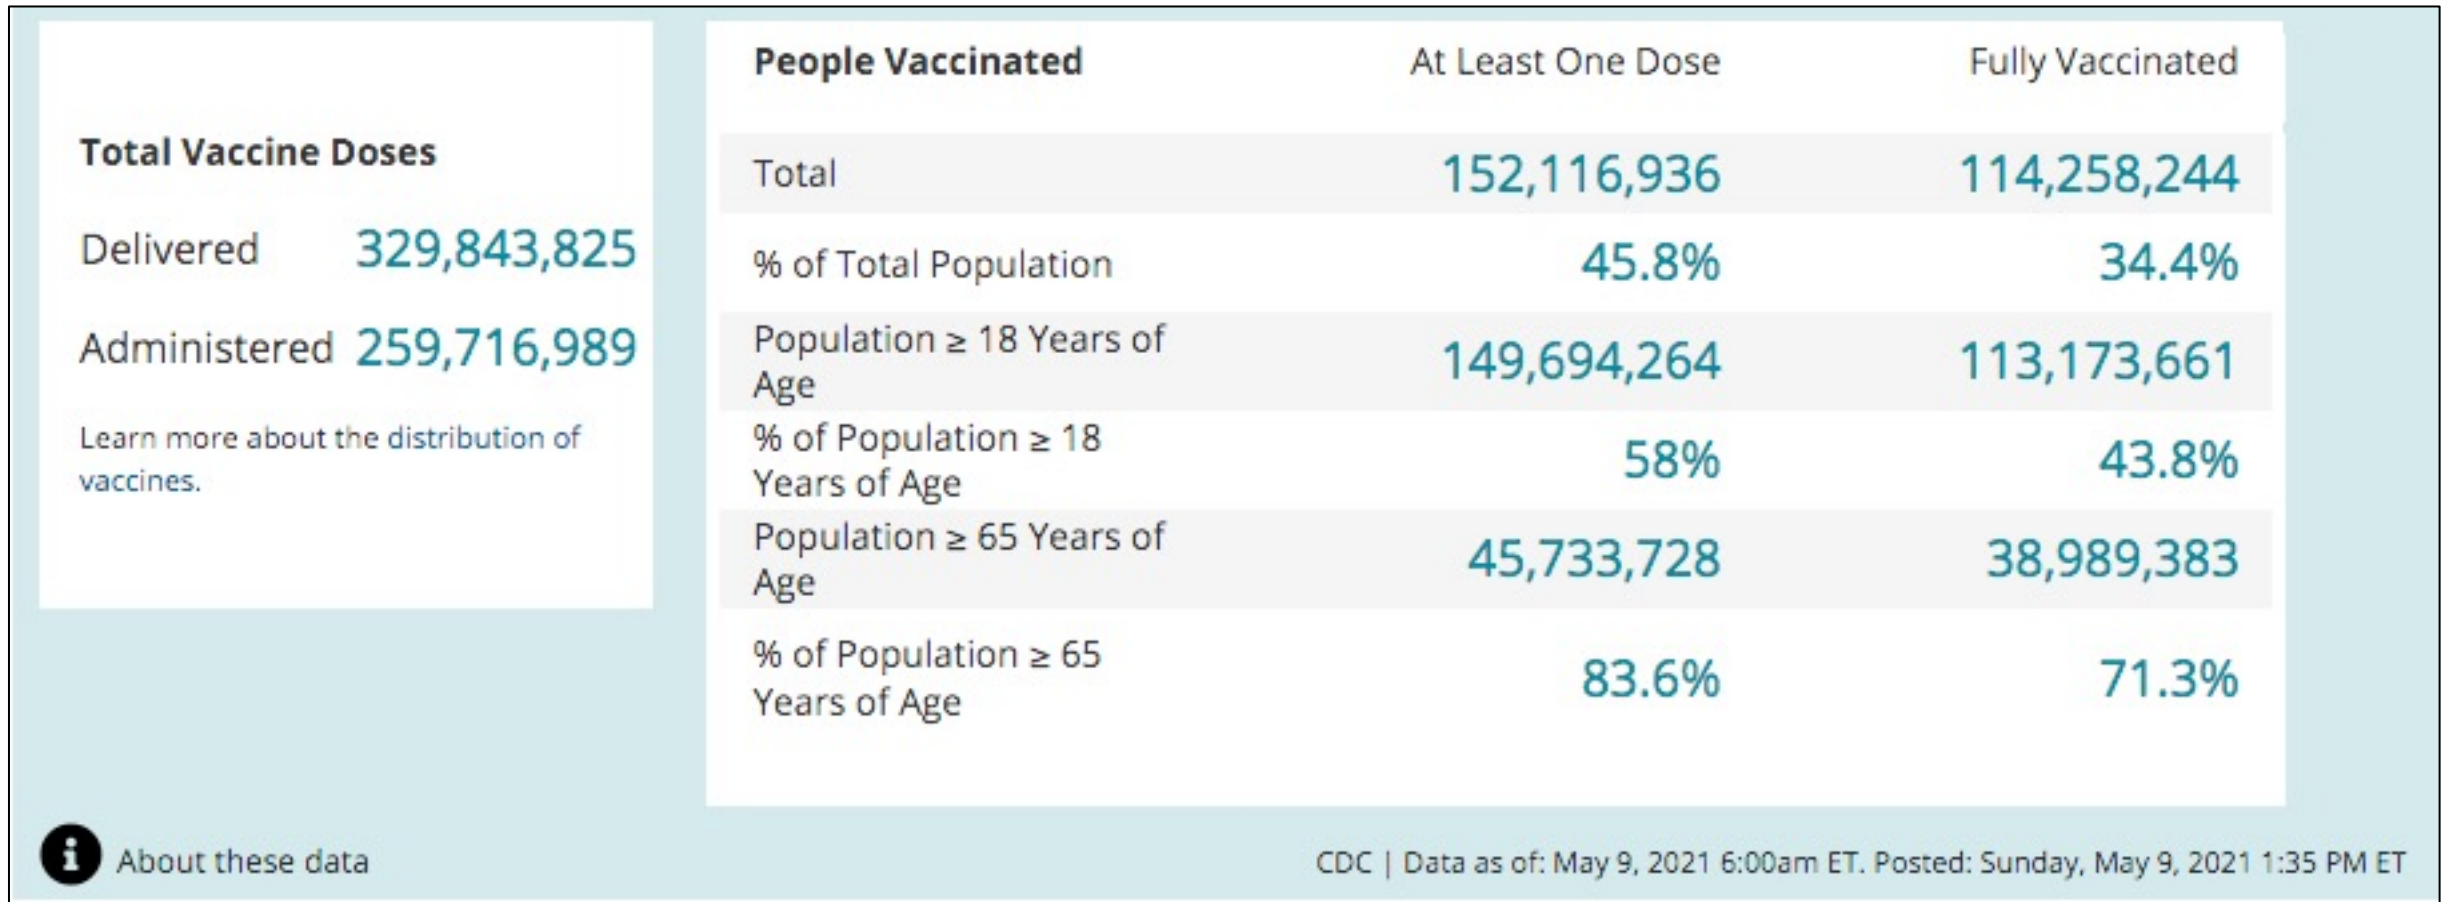 Total Vaccine Doses
Delivered 329,843,825
Administered 259,716,989
Learn more about the distribution of
vaccines.
People Vaccinated At Least One Dose Fully Vaccinated
Total 152,116,936 114,258,244
% of Total Population 45.8% 34.4%
Population ≥ 18 Years of
Age 149,694,264 113,173,661
% of Population ≥ 18
Years of Age 58% 43.8%
Population ≥ 65 Years of
Age 45,733,728 38,989,383
% of Population ≥ 65
Years of Age 83.6% 71.3%
About these data
CDC | Data as of: May 9, 2021 6:00am ET. Posted: Sunday, May 9, 2021 1:35 PM ET